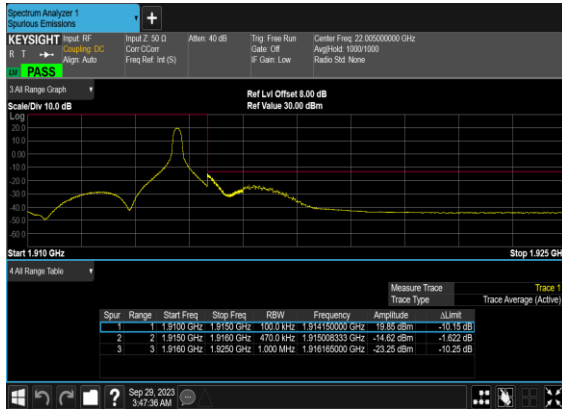 Spectrum Analyzer 1
Spurious Emissions
KEYSIGHT
R T
LXI PASS
Input: RF
Coupling: DC
Align: Auto
Input Z: 50 Ω
Corr CCorr
Freq Ref: Int (S)
Atten: 40 dB
Trig: Free Run
Gate: Off
IF Gain: Low
Center Freq: 22.005000000 GHz
Avg|Hold: 1000/1000
Radio Std: None
3 All Range Graph
Scale/Div 10.0 dB
Ref Lvl Offset 8.00 dB
Ref Value 30.00 dBm
Log
20.0
10.0
0.00
-10.0
-20.0
-30.0
-40.0
-50.0
-60.0
Start 1.910 GHz
Stop 1.925 GH
4 All Range Table
Measure Trace Trace 1
Trace Type Trace Average (Active)
Spur Range Start Freq Stop Freq RBW Frequency Amplitude ΔLimit
1 1 1.9100 GHz 1.9150 GHz 100.0 kHz 1.914150000 GHz 19.85 dBm -10.15 dB
2 2 1.9150 GHz 1.9160 GHz 470.0 kHz 1.915008333 GHz -14.62 dBm -1.622 dB
3 3 1.9160 GHz 1.9250 GHz 1.000 MHz 1.916165000 GHz -23.25 dBm -10.25 dB
Sep 29, 2023
3:47:36 AM